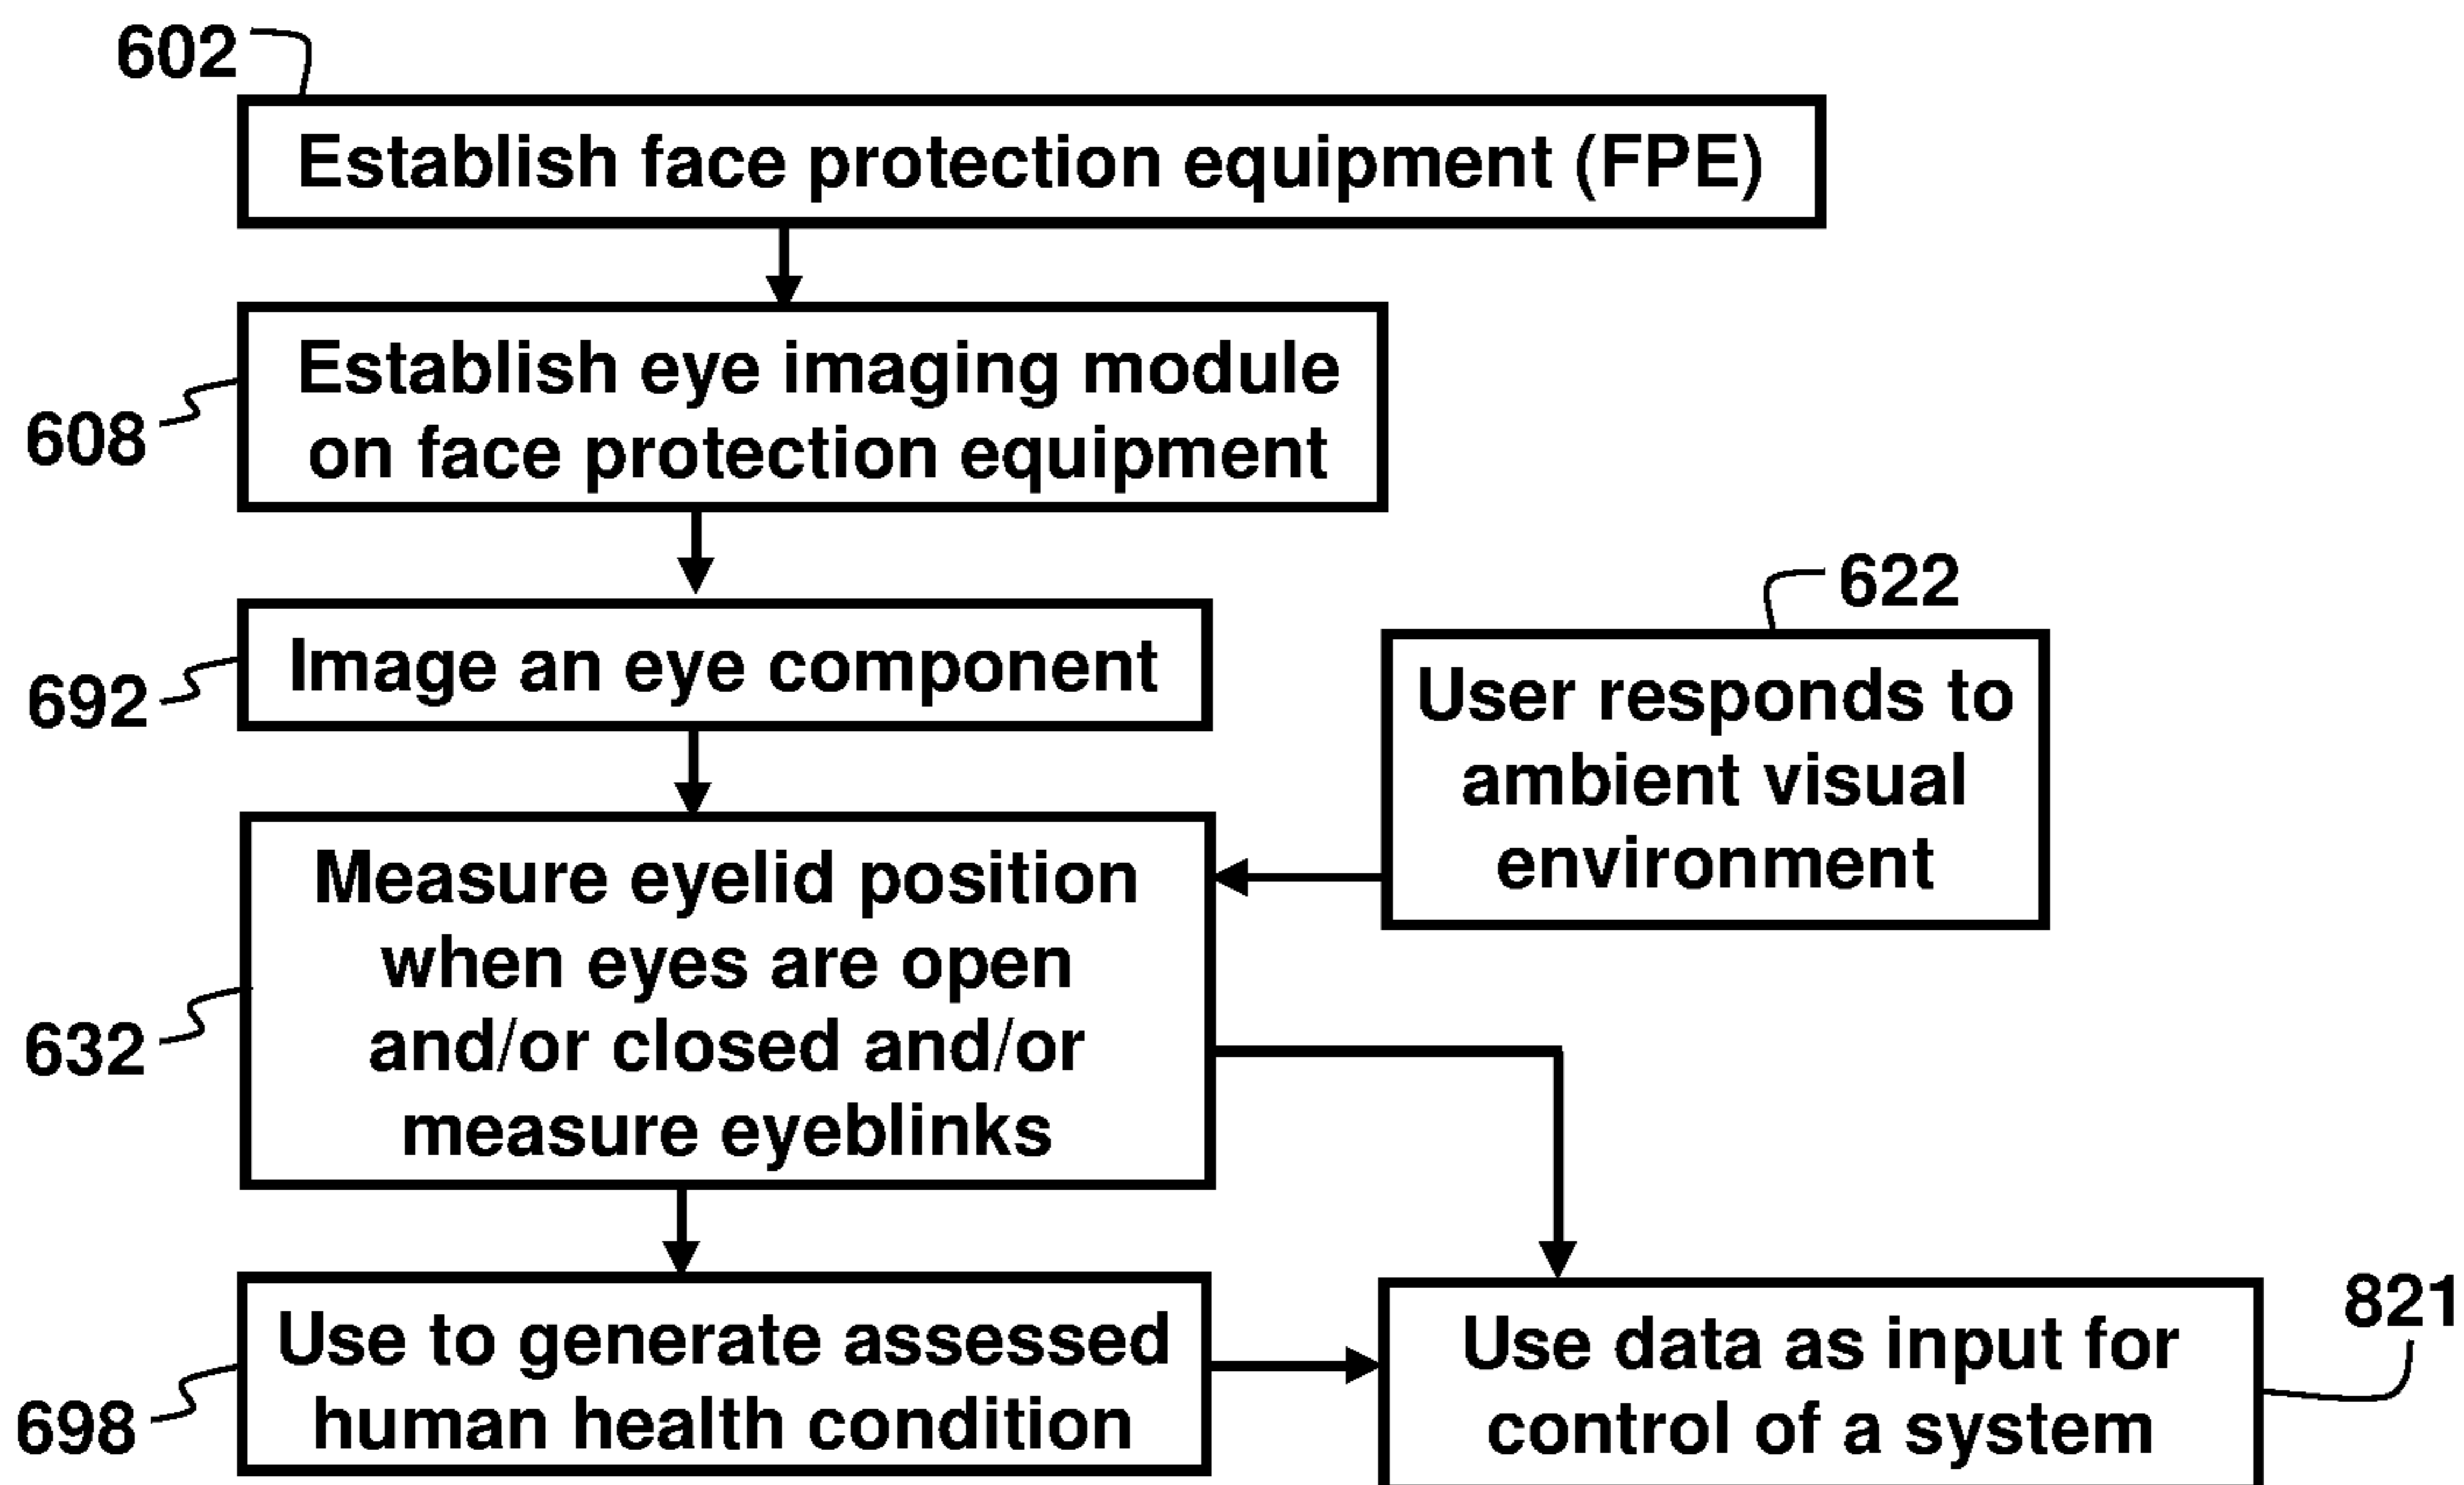 602
Establish face protection equipment (FPE)
608
Establish eye imaging module
on face protection equipment
692
Image an eye component
622
User responds to
ambient visual
environment
632
Measure eyelid position
when eyes are open
and/or closed and/or
measure eyeblinks
698
Use to generate assessed
human health condition
821
Use data as input for
control of a system